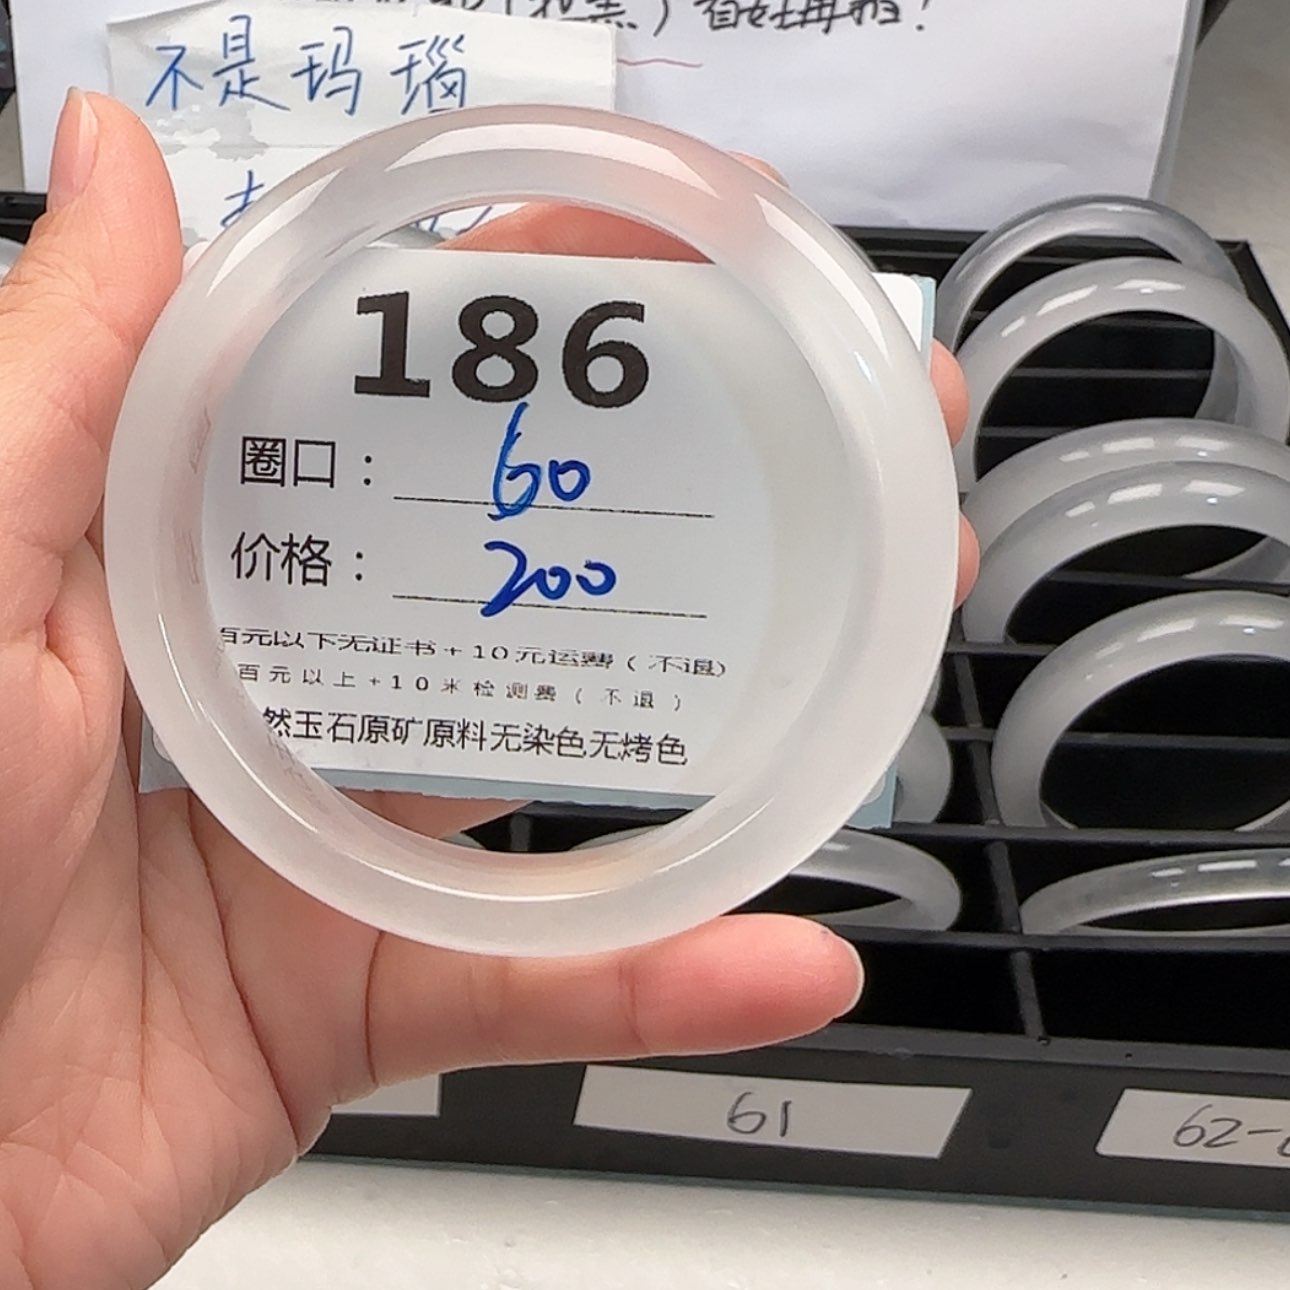 不是玛瑙
186
圈口： 60
价格： 200
百元以下无证书+10元运费（不退）
百元以上+10米检测费（不退）
然玉石原矿原料无染色无烤色
61
62-